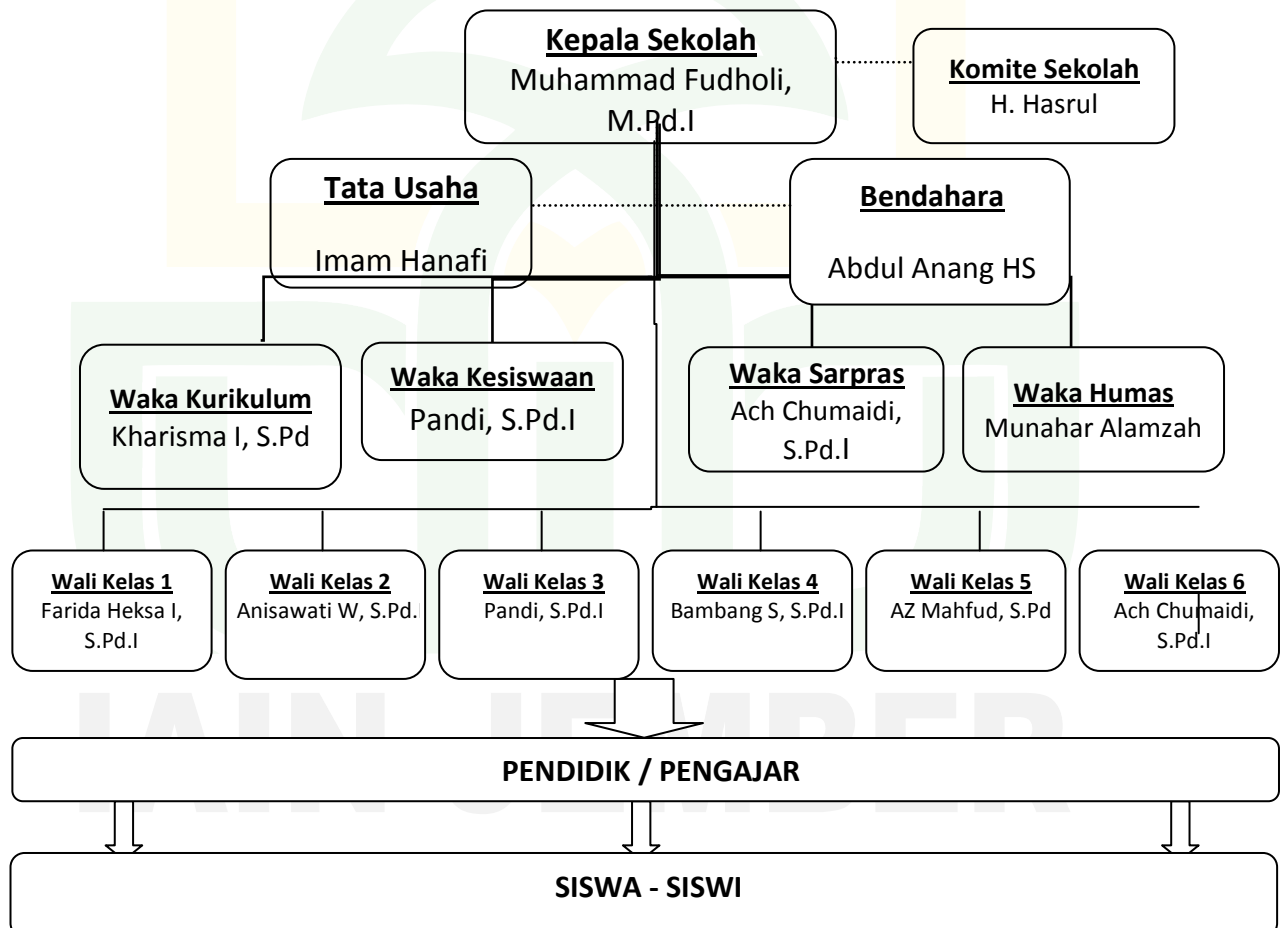 Kepala Sekolah
Muhammad Fudholi,
M.Pd.I
Komite Sekolah
H. Hasrul
Tata Usaha
Imam Hanafi
Bendahara
Abdul Anang HS
Waka Kurikulum
Kharisma I, S.Pd
Waka Kesiswaan
Pandi, S.Pd.I
Waka Sarpras
Ach Chumaidi,
S.Pd.I
Waka Humas
Munahar Alamzah
Wali Kelas 1
Farida Heksa I,
S.Pd.I
Wali Kelas 2
Anisawati W, S.Pd.I
Wali Kelas 3
Pandi, S.Pd.I
Wali Kelas 4
Bambang S, S.Pd.I
Wali Kelas 5
AZ Mahfud, S.Pd
Wali Kelas 6
Ach Chumaidi,
S.Pd.I
IAIN JEMBER
PENDIDIK / PENGAJAR
SISWA - SISWI